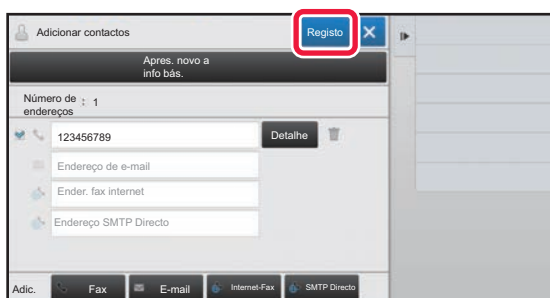 Adicionar contactos
Registo
Apres. novo a
info bás.
Número de : 1
endereços
123456789
Detalhe
Endereço de e-mail
Ender. fax internet
Endereço SMTP Directo
Adic.
Fax
E-mail
Internet-Fax
SMTP Directo